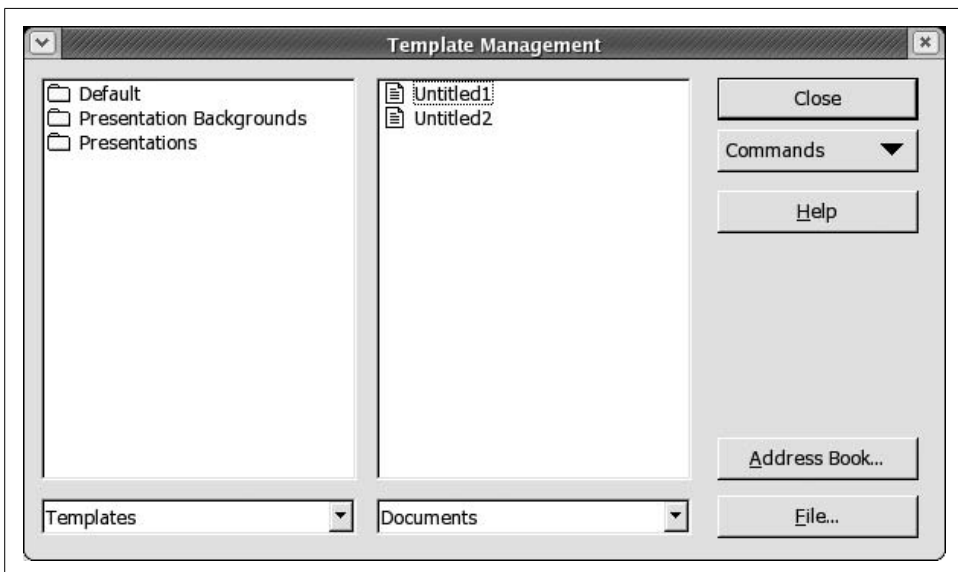 Template Management
Default
Presentation Backgrounds
Presentations
Untitled1
Untitled2
Close
Commands
Help
Address Book...
Templates
Documents
File...